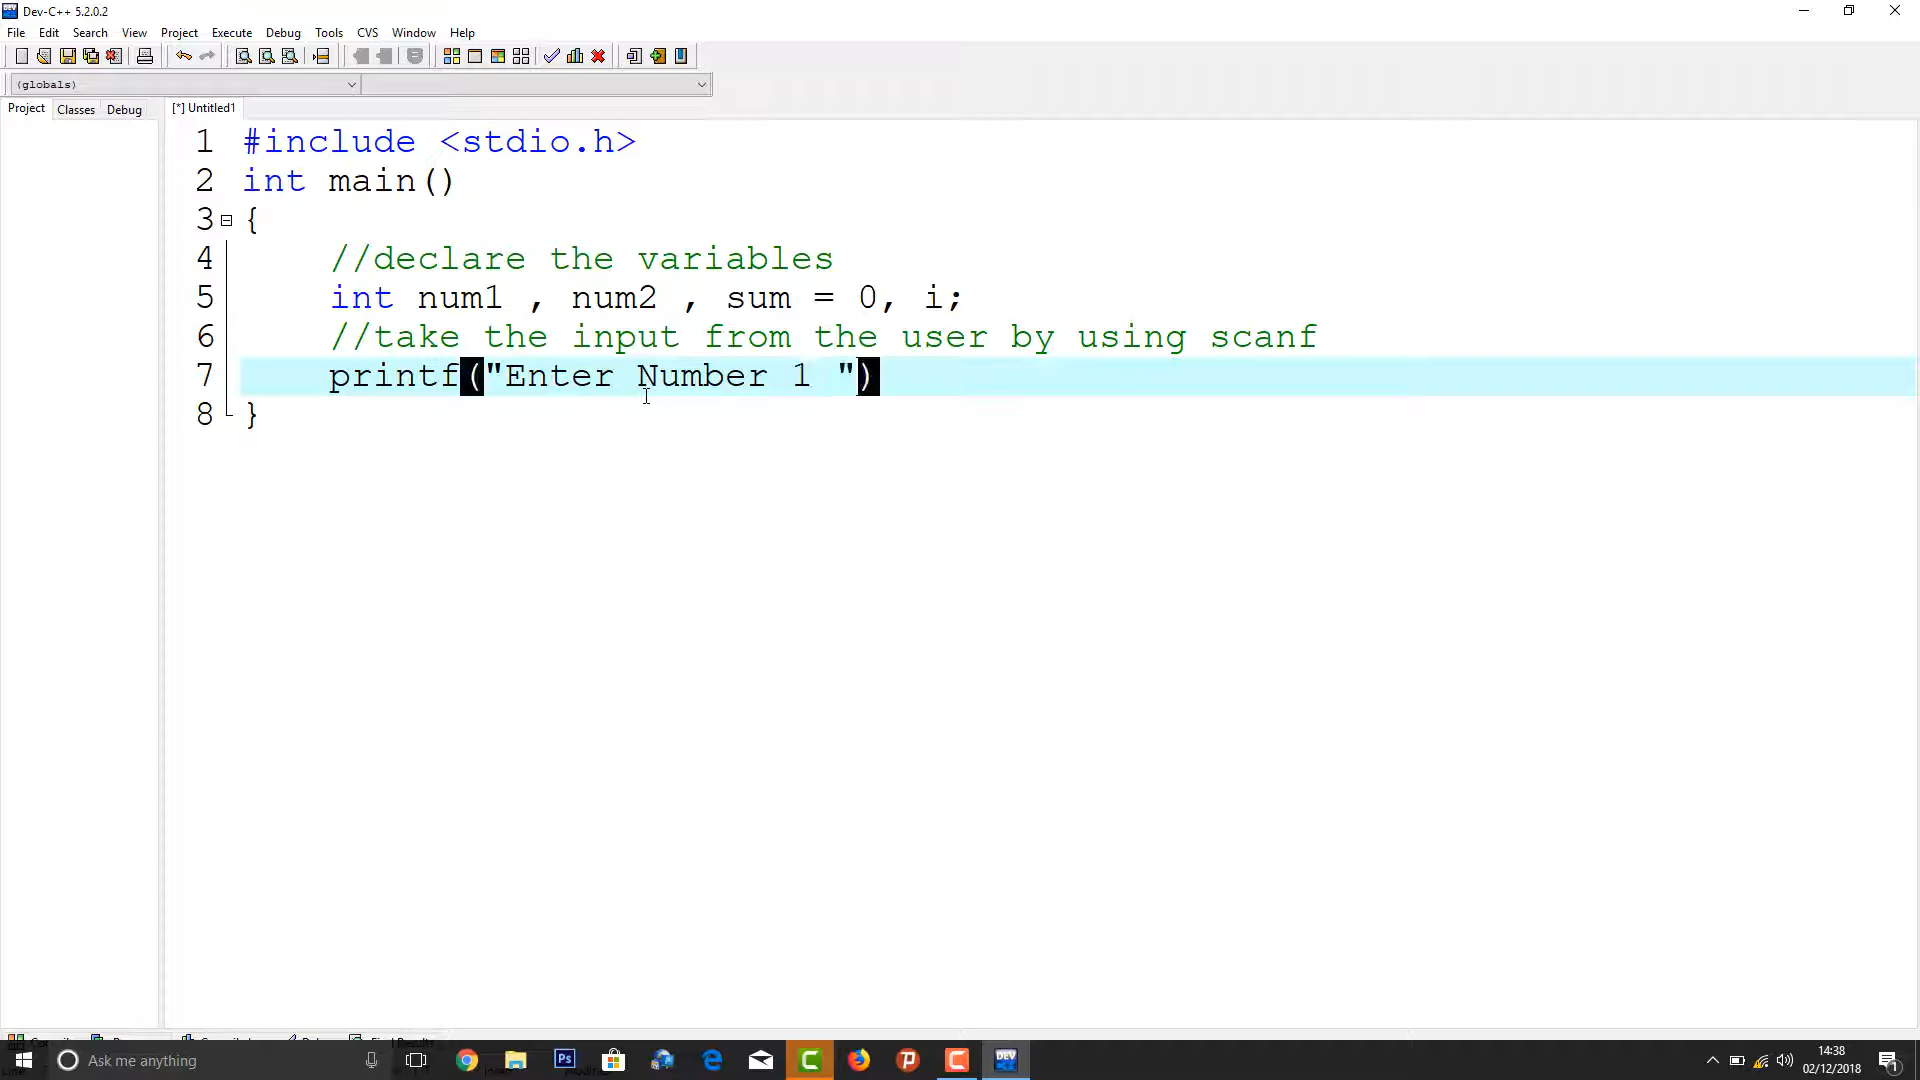 Dev-C++ 5.2.0.2
File Edit Search View Project Execute Debug Tools CVS Window Help
(globals)
Project Classes Debug [*] Untitled1
1 #include <stdio.h>
2 int main()
3 {
4 //declare the variables
5 int num1 , num2 , sum = 0, i;
6 //take the input from the user by using scanf
7 printf("Enter Number 1 ")
8 }
Ask me anything
14:38
02/12/2018